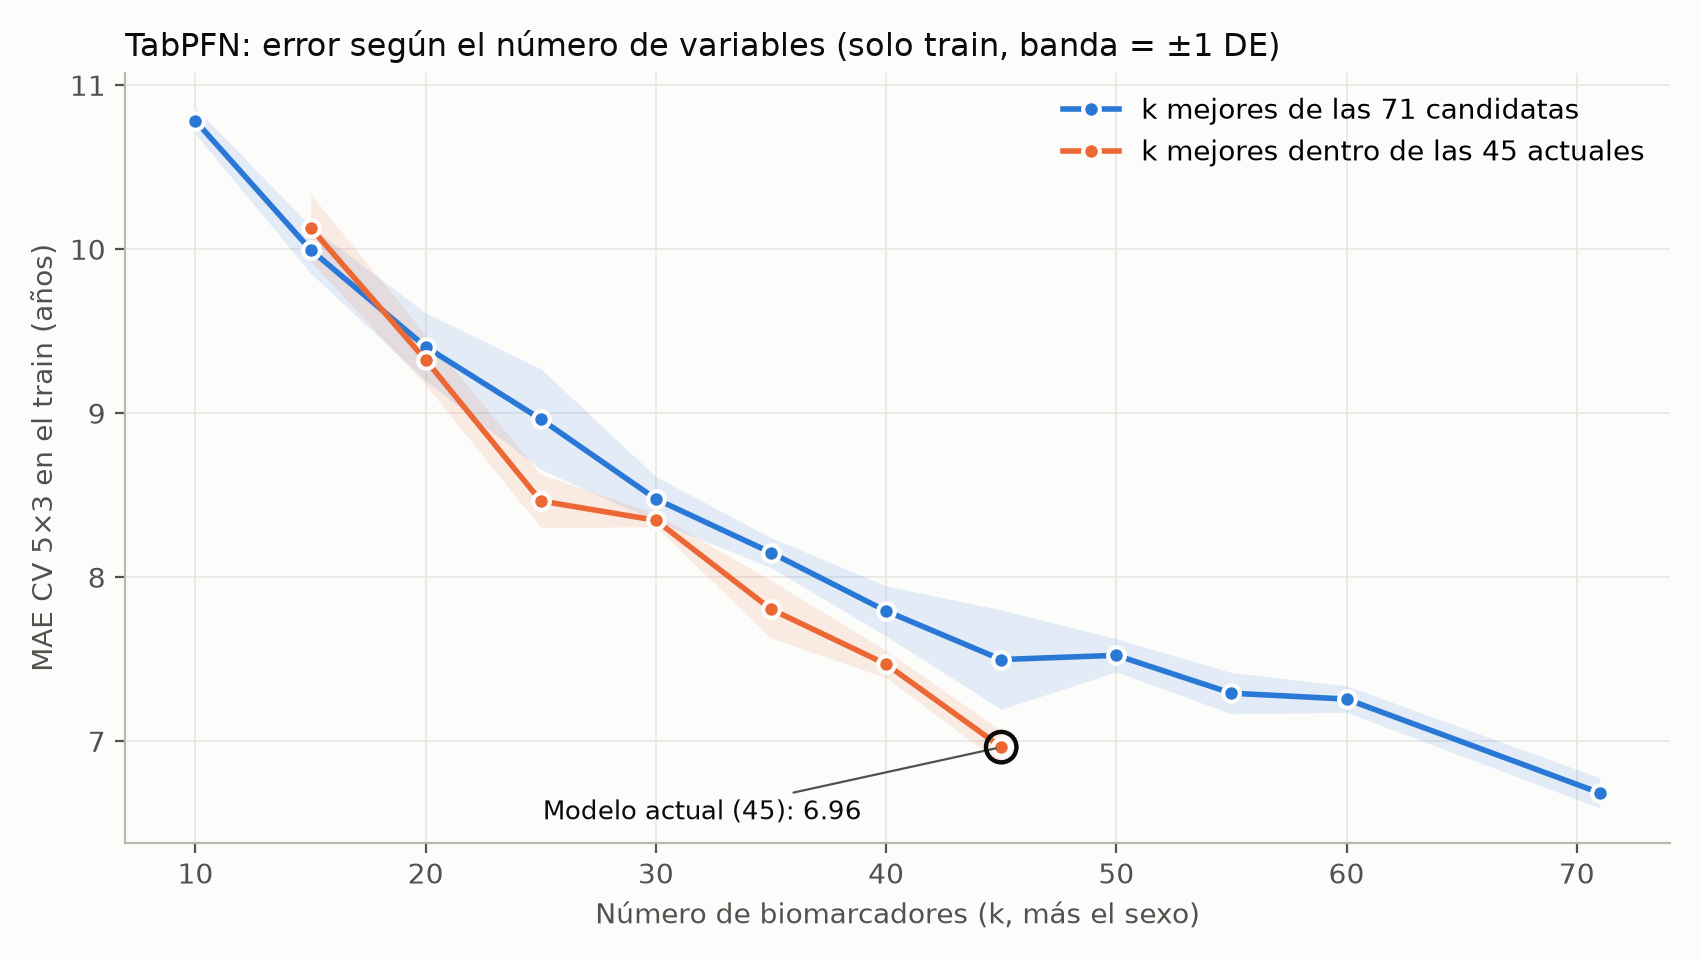 TabPFN: error según el número de variables (solo train, banda = ±1 DE)
k mejores de las 71 candidatas
k mejores dentro de las 45 actuales
MAE CV 5×3 en el train (años)
11
10
9
8
7
Modelo actual (45): 6.96
10 20 30 40 50 60 70
Número de biomarcadores (k, más el sexo)